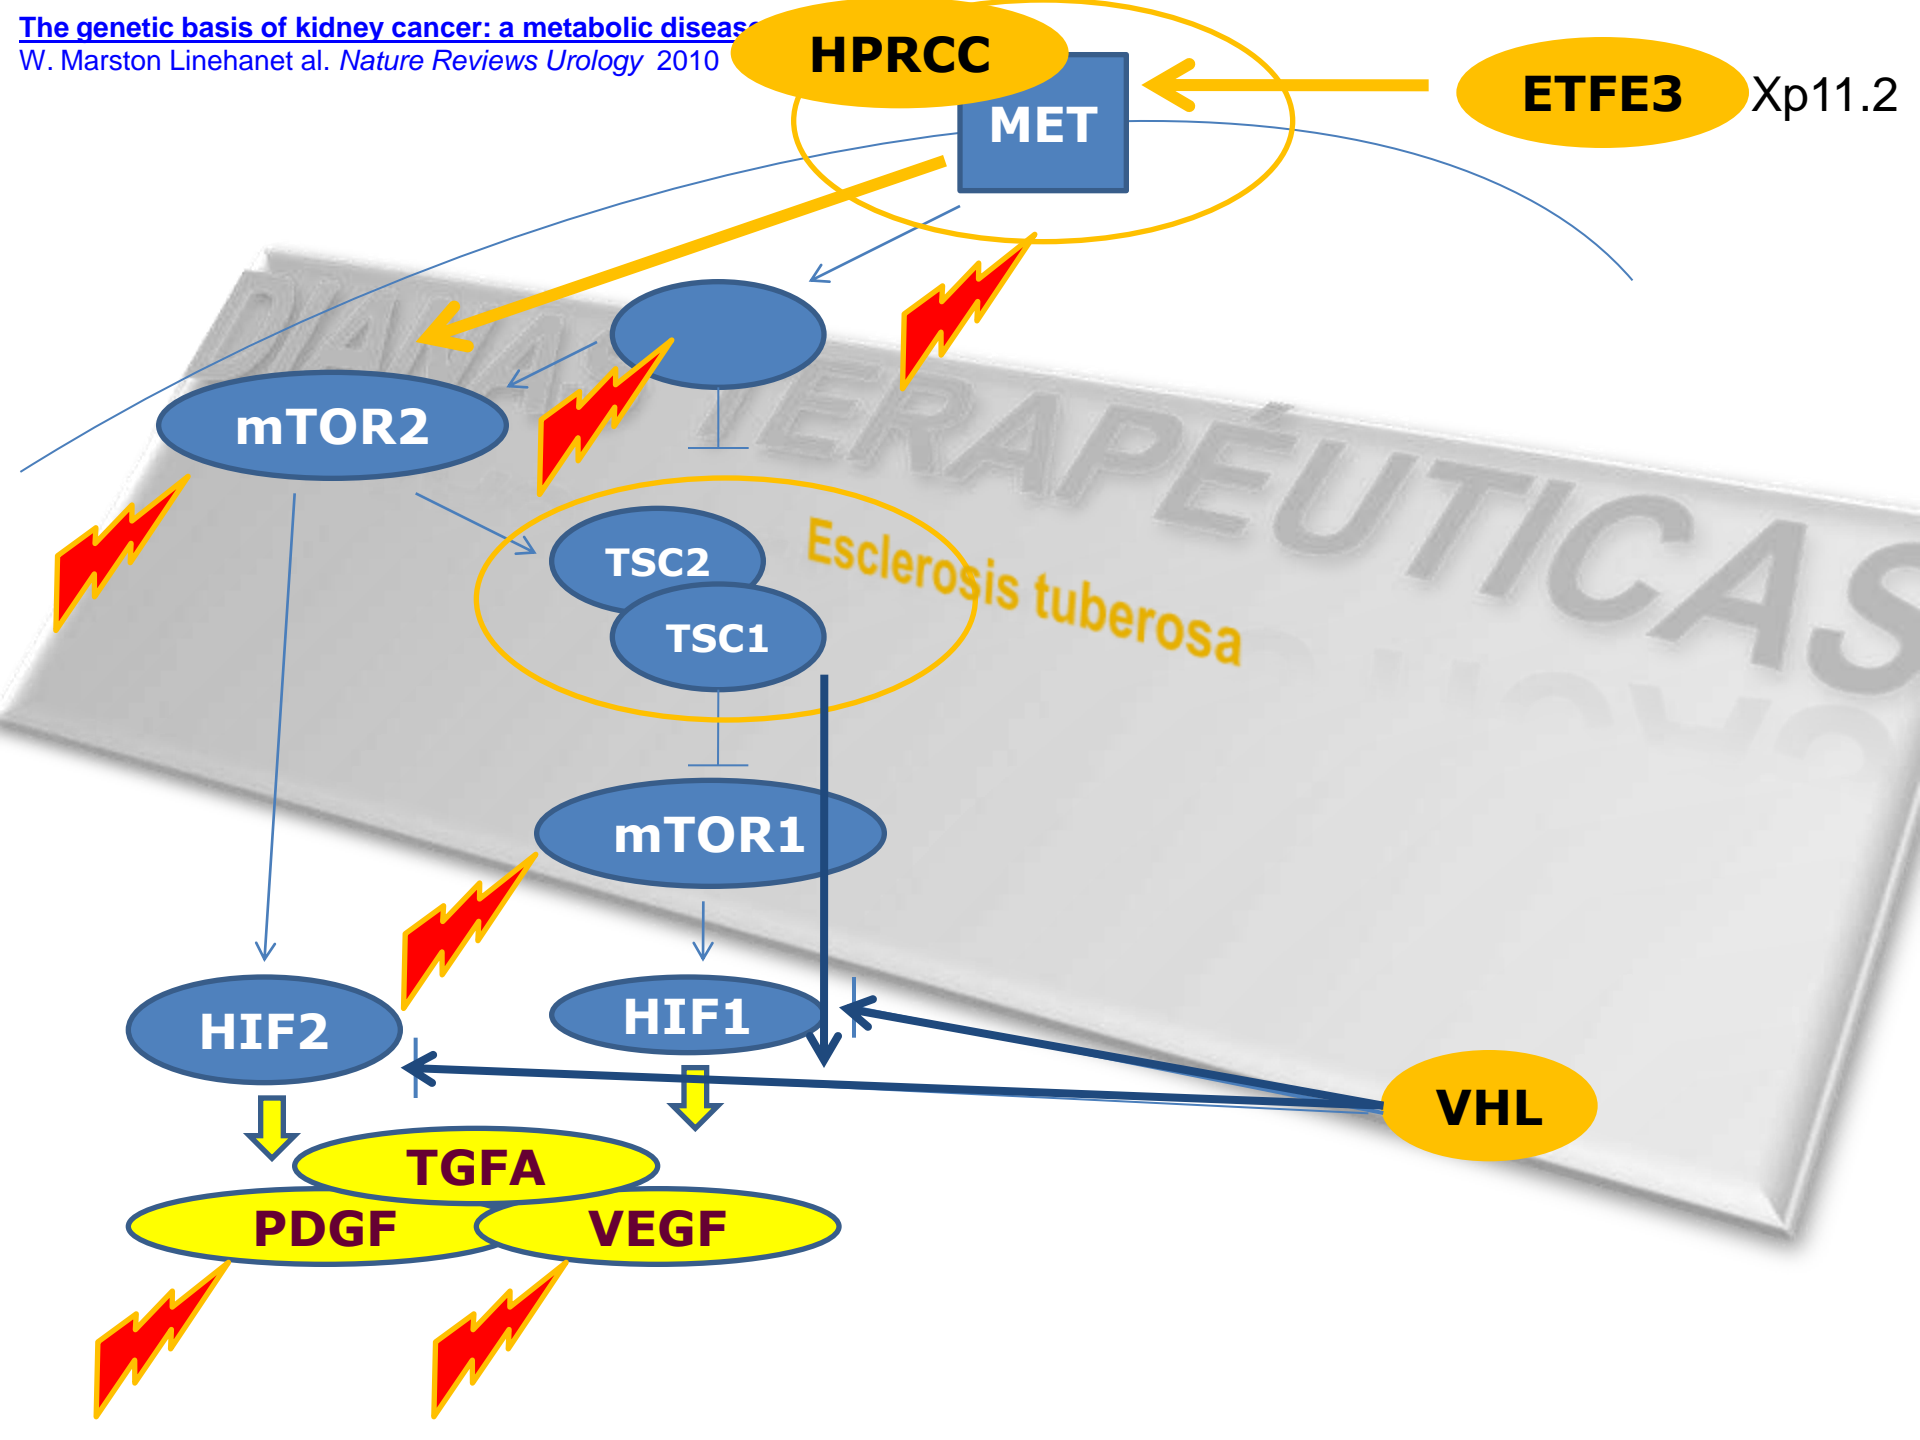 The genetic basis of kidney cancer: a metabolic disease
W. Marston Linehanet al. Nature Reviews Urology 2010
HPRCC
MET
ETFE3
Xp11.2
DIANAS TERAPÉUTICAS
mTOR2
TSC2
TSC1
Esclerosis tuberosa
mTOR1
HIF2
HIF1
VHL
TGFA
PDGF
VEGF